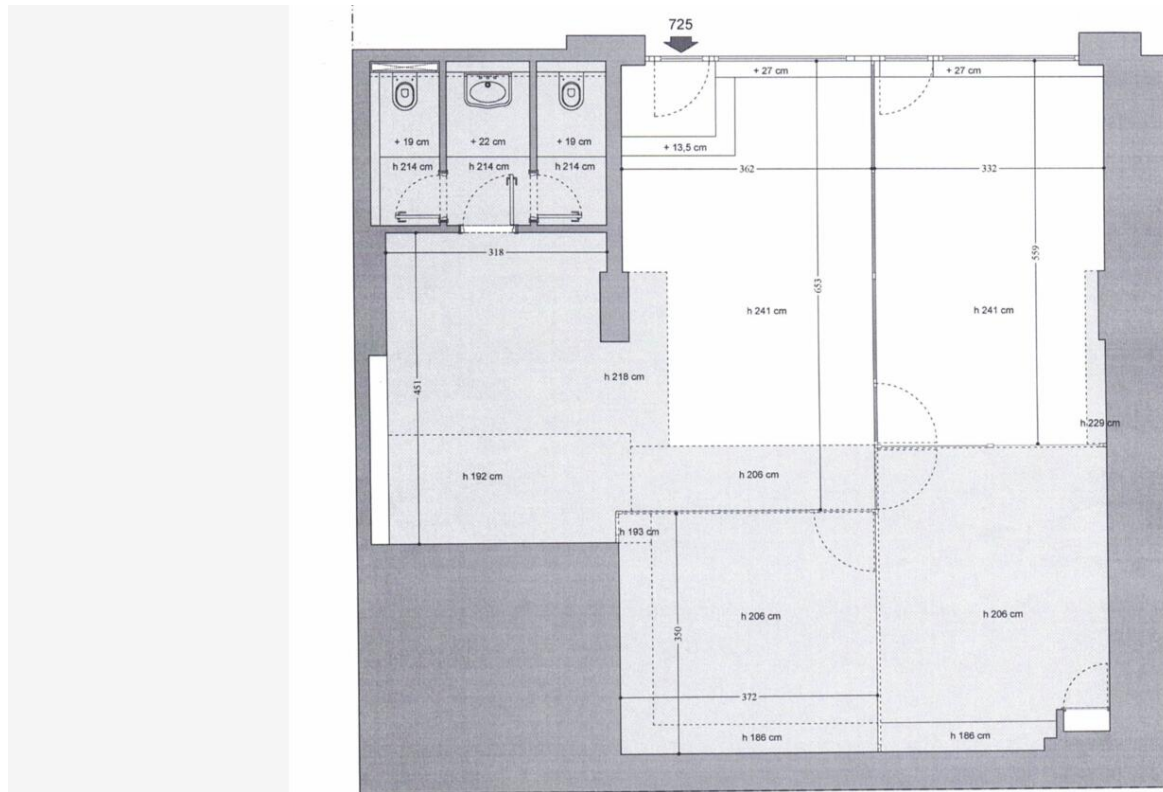 725
+ 27 cm
+ 27 cm
+ 19 cm
+ 22 cm
+ 19 cm
+ 13,5 cm
h 214 cm
h 214 cm
h 214 cm
362
332
318
559
653
h 241 cm
h 241 cm
h 218 cm
451
h 229 cm
h 192 cm
h 206 cm
h 193 cm
h 206 cm
h 206 cm
350
372
h 186 cm
h 186 cm